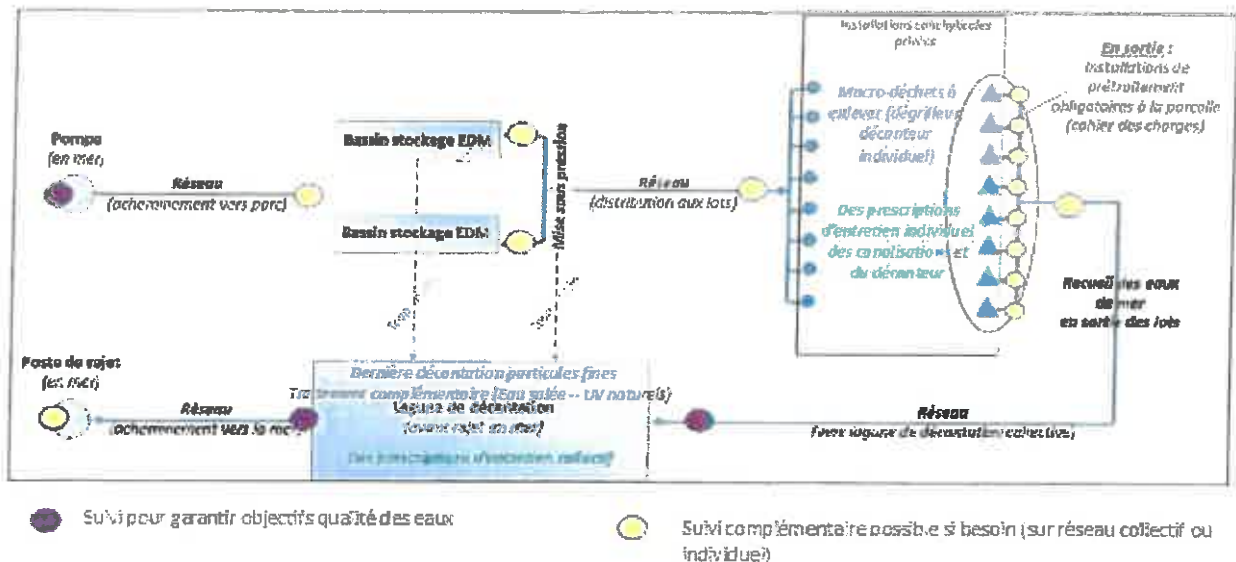 Installations conchylicoles
privées
En sortie :
Installations de
prétraitement
obligatoires à la parcelle
(cahier des charges)
Macro-déchets à
enlever (dégrilleur,
décanteur
individuel)
Pompe
(en mer)
Bassin stockage EDM
Réseau
(acheminement vers parc)
Mise sous pression
Réseau
(distribution aux lots)
Bassin stockage EDM
Des prescriptions
d'entretien individuel
des canalisations et
du décanteur
Trop
Trop
Recueil des eaux
de mer
en sortie des lots
Poste de rejet
(en mer)
Dernière décantation particules fines
Traitement complémentaire (Eau salée -- UV naturels)
Lagune de décantation
(avant rejet en mer)
Des prescriptions d'entretien collectif
Réseau
(acheminement vers la mer)
Réseau
(vers lagune de décantation collective)
Suivi pour garantir objectifs qualité des eaux
Suivi complémentaire possible si besoin (sur réseau collectif ou
individuel)